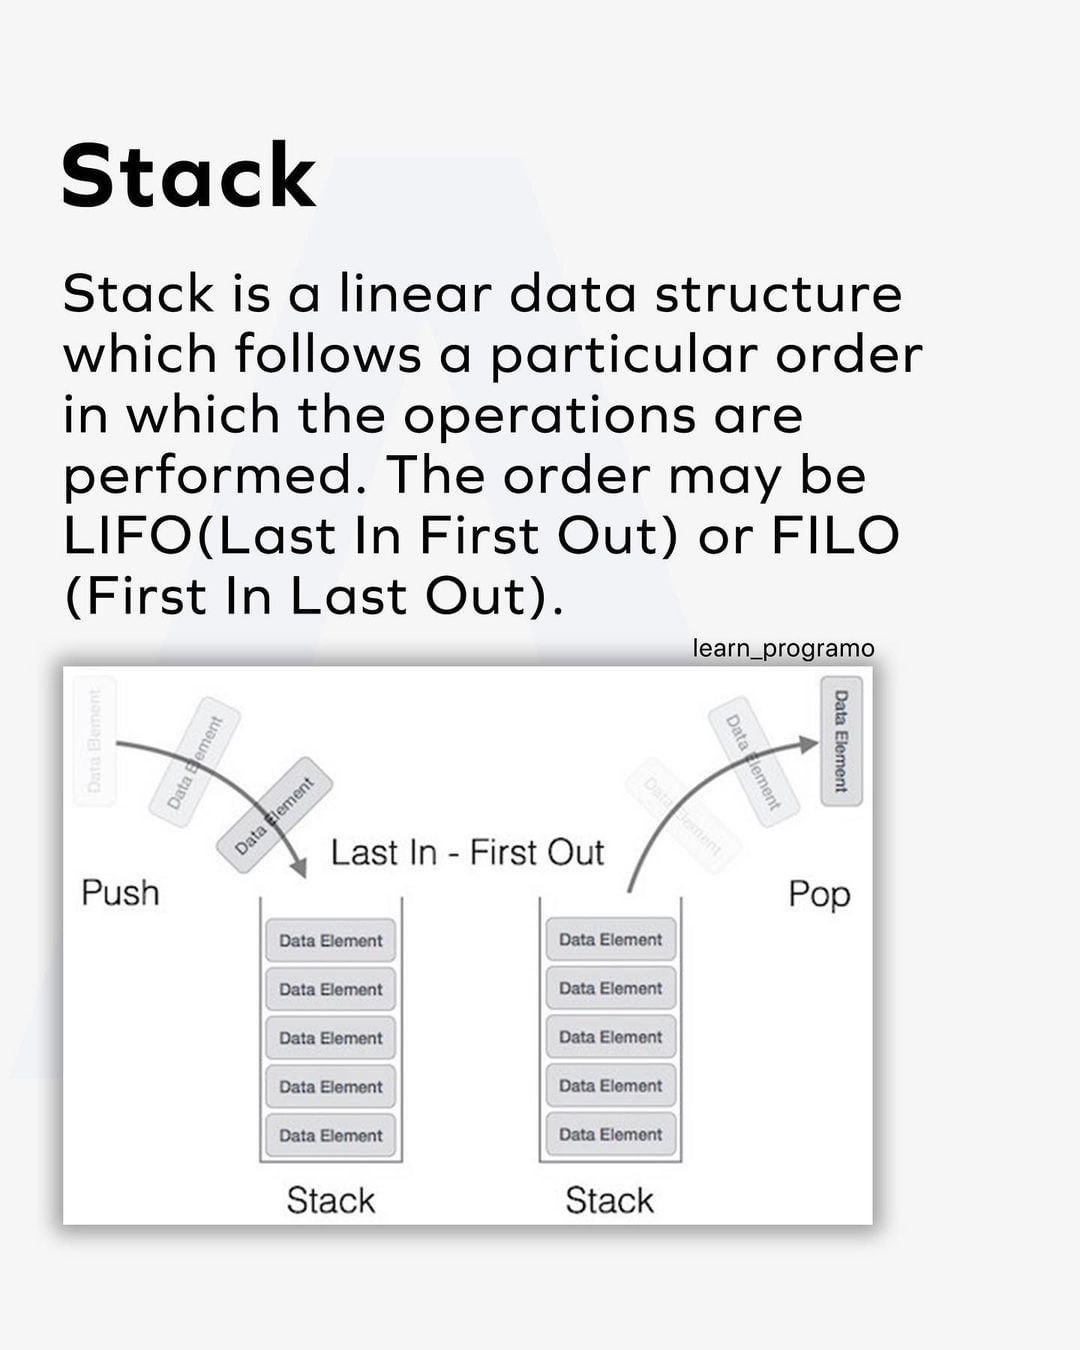 Stack
Stack is a linear data structure
which follows a particular order
in which the operations are
performed. The order may be
LIFO(Last In First Out) or FILO
(First In Last Out).
learn_programo
Data Element
Data Element
Data Element
Last In - First Out
Data Element
Data Element
Data Element
Push
Pop
Data Element
Data Element
Data Element
Data Element
Data Element
Stack
Data Element
Data Element
Data Element
Data Element
Data Element
Stack